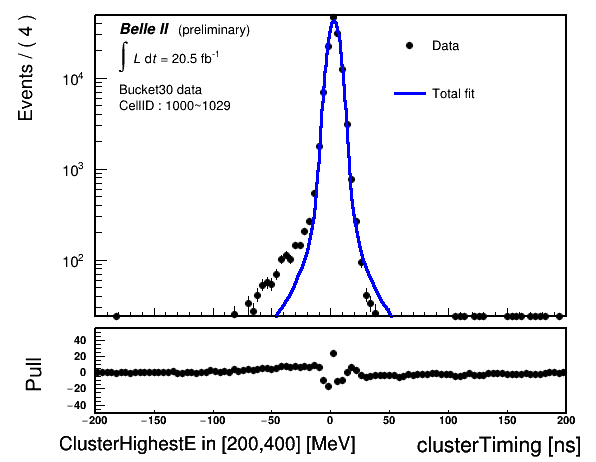 Belle II (preliminary)
∫ L dt = 20.5 fb⁻¹
Bucket30 data
CellID : 1000~1029
Data
Total fit
Events / ( 4 )
10⁴
10³
10²
Pull
40
20
0
−20
−40
−200 −150 −100 −50 0 50 100 150 200
ClusterHighestE in [200,400] [MeV] clusterTiming [ns]